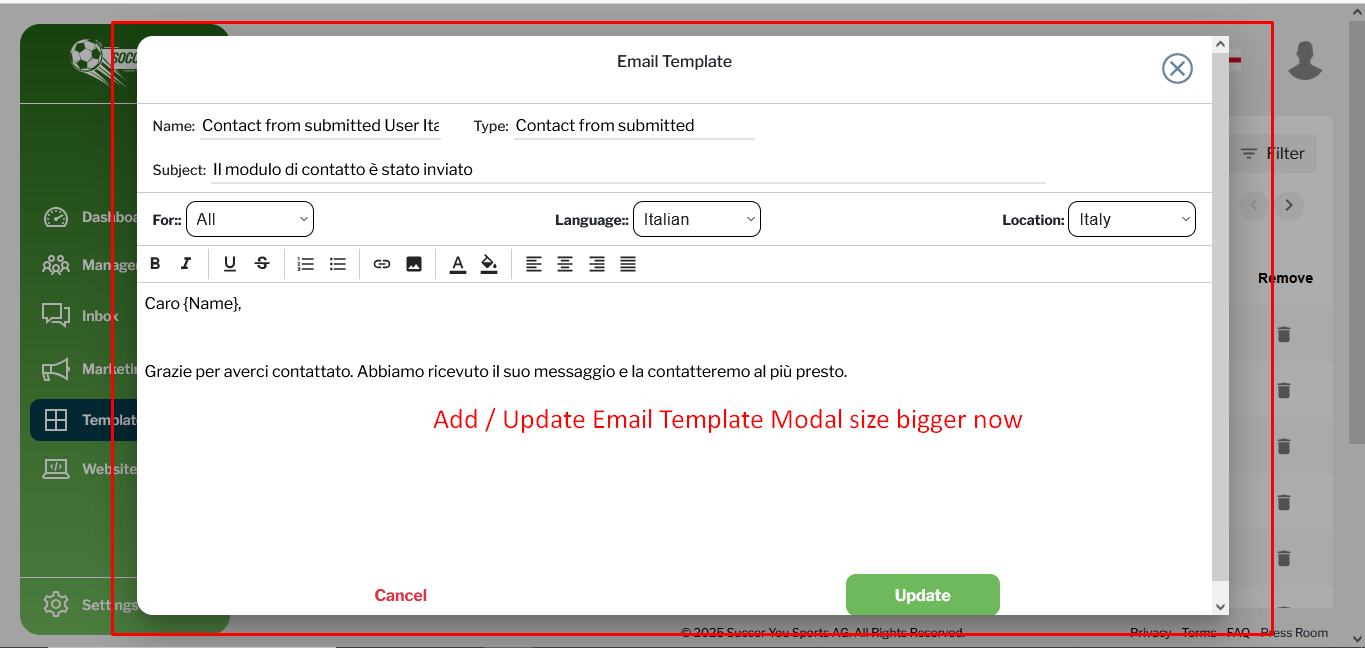 SOCC
Email Template
Name: Contact from submitted User Ita
Type: Contact from submitted
Filter
Subject: Il modulo di contatto è stato inviato
Dashboa
For:: All
Language:: Italian
Location: Italy
Manager
B I U S A
Remove
Caro {Name},
Inbox
Marketin
Grazie per averci contattato. Abbiamo ricevuto il suo messaggio e la contatteremo al più presto.
Templat
Add / Update Email Template Modal size bigger now
Website
Cancel
Update
Settings
© 2025 Soccer You Sports AG. All Rights Reserved.
Privacy Terms FAQ Press Room